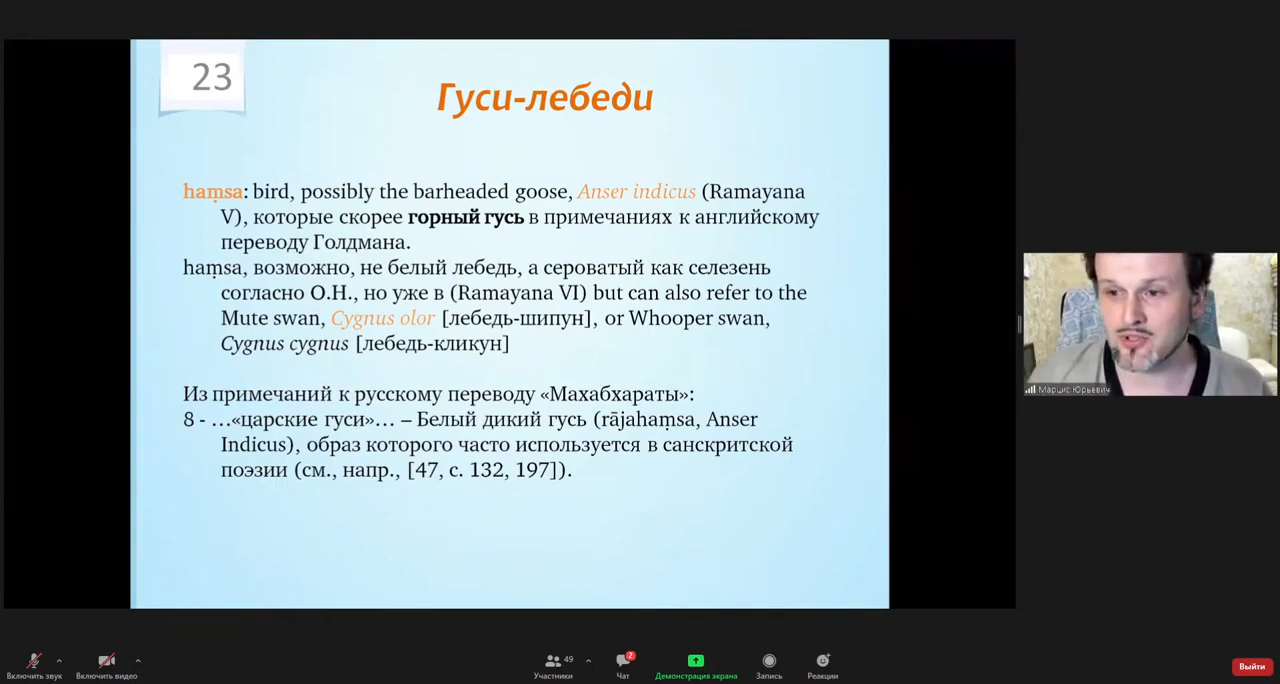 23
Гуси-лебеди
haṃsa: bird, possibly the barheaded goose, Anser indicus (Ramayana
V), которые скорее горный гусь в примечаниях к английскому
переводу Голдмана.
haṃsa, возможно, не белый лебедь, а сероватый как селезень
согласно О.Н., но уже в (Ramayana VI) but can also refer to the
Mute swan, Cygnus olor [лебедь-шипун], or Whooper swan,
Cygnus cygnus [лебедь-кликун]
Из примечаний к русскому переводу «Махабхараты»:
8 - …«царские гуси»… – Белый дикий гусь (rājahaṃsa, Anser
Indicus), образ которого часто используется в санскритской
поэзии (см., напр., [47, с. 132, 197]).
Марцис Юрьевич
Включить звук
Включить видео
49
Участники
2
Чат
Демонстрация экрана
Запись
Реакции
Выйти